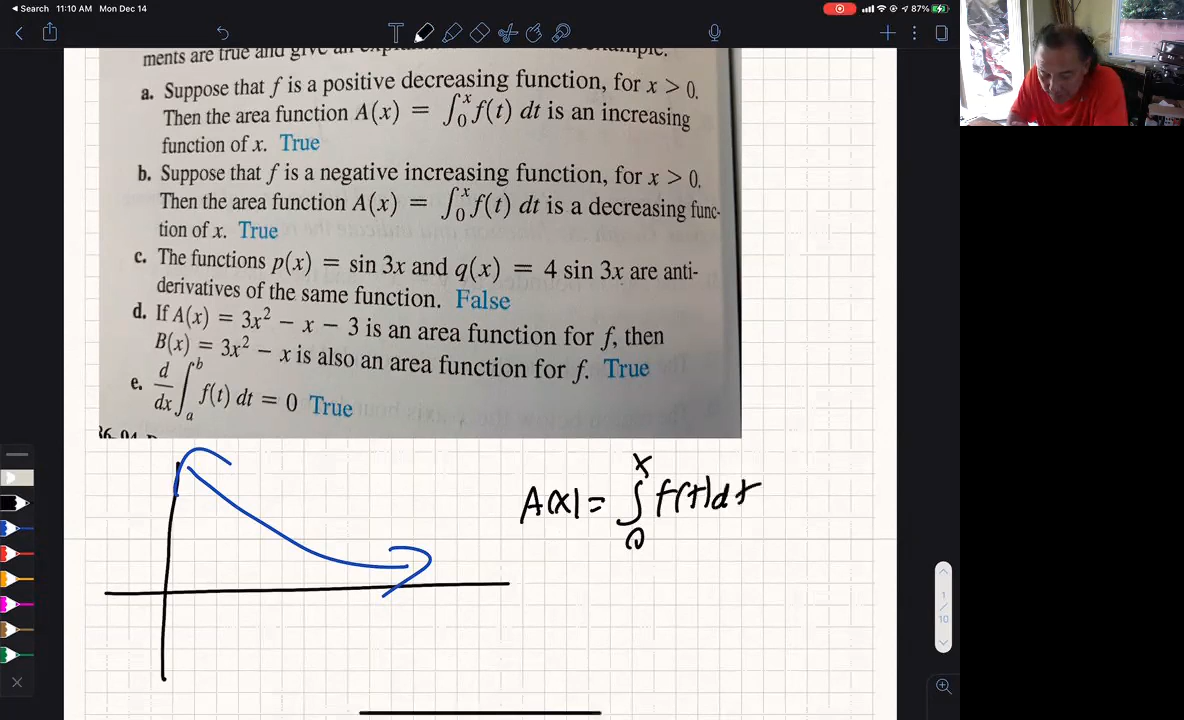 Search 11:10 AM Mon Dec 14
87%
ments are true and give an
a. Suppose that f is a positive decreasing function, for x > 0.
Then the area function A(x) = ∫₀ˣ f(t) dt is an increasing
function of x. True
b. Suppose that f is a negative increasing function, for x > 0.
Then the area function A(x) = ∫₀ˣ f(t) dt is a decreasing func-
tion of x. True
c. The functions p(x) = sin 3x and q(x) = 4 sin 3x are anti-
derivatives of the same function. False
d. If A(x) = 3x² − x − 3 is an area function for f, then
B(x) = 3x² − x is also an area function for f. True
e. d/dx ∫ₐᵇ f(t) dt = 0 True
A(x) = ∫₀ˣ f(t)dt
1
/
10